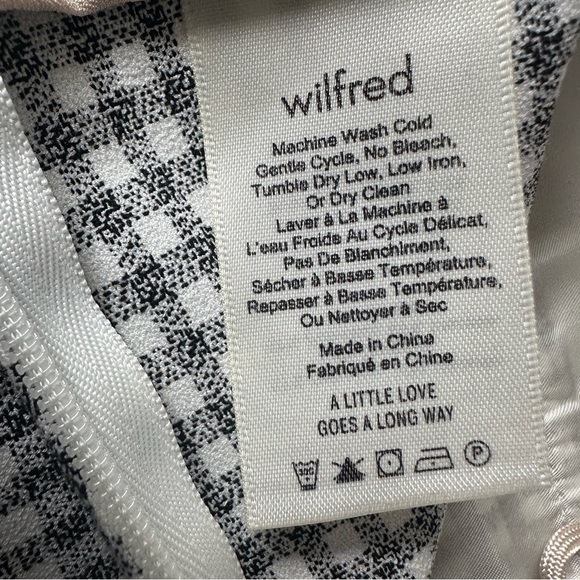 wilfred
Machine Wash Cold
Gentle Cycle, No Bleach,
Tumble Dry Low, Low Iron,
Or Dry Clean
Laver à La Machine à
L'eau Froide Au Cycle Délicat,
Pas De Blanchiment,
Sécher à Basse Température,
Repasser à Basse Température,
Ou Nettoyer à Sec
Made in China
Fabriqué en Chine
A LITTLE LOVE
GOES A LONG WAY
30C P